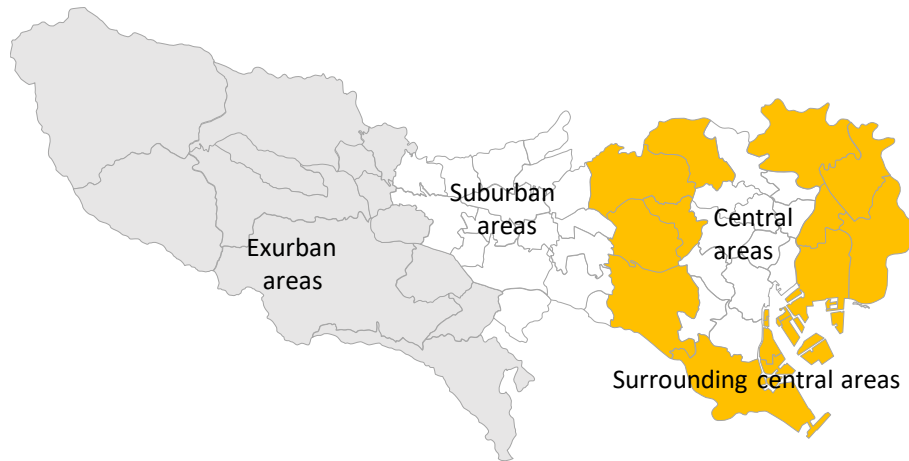 Suburban
areas
Central
areas
Exurban
areas
Surrounding central areas